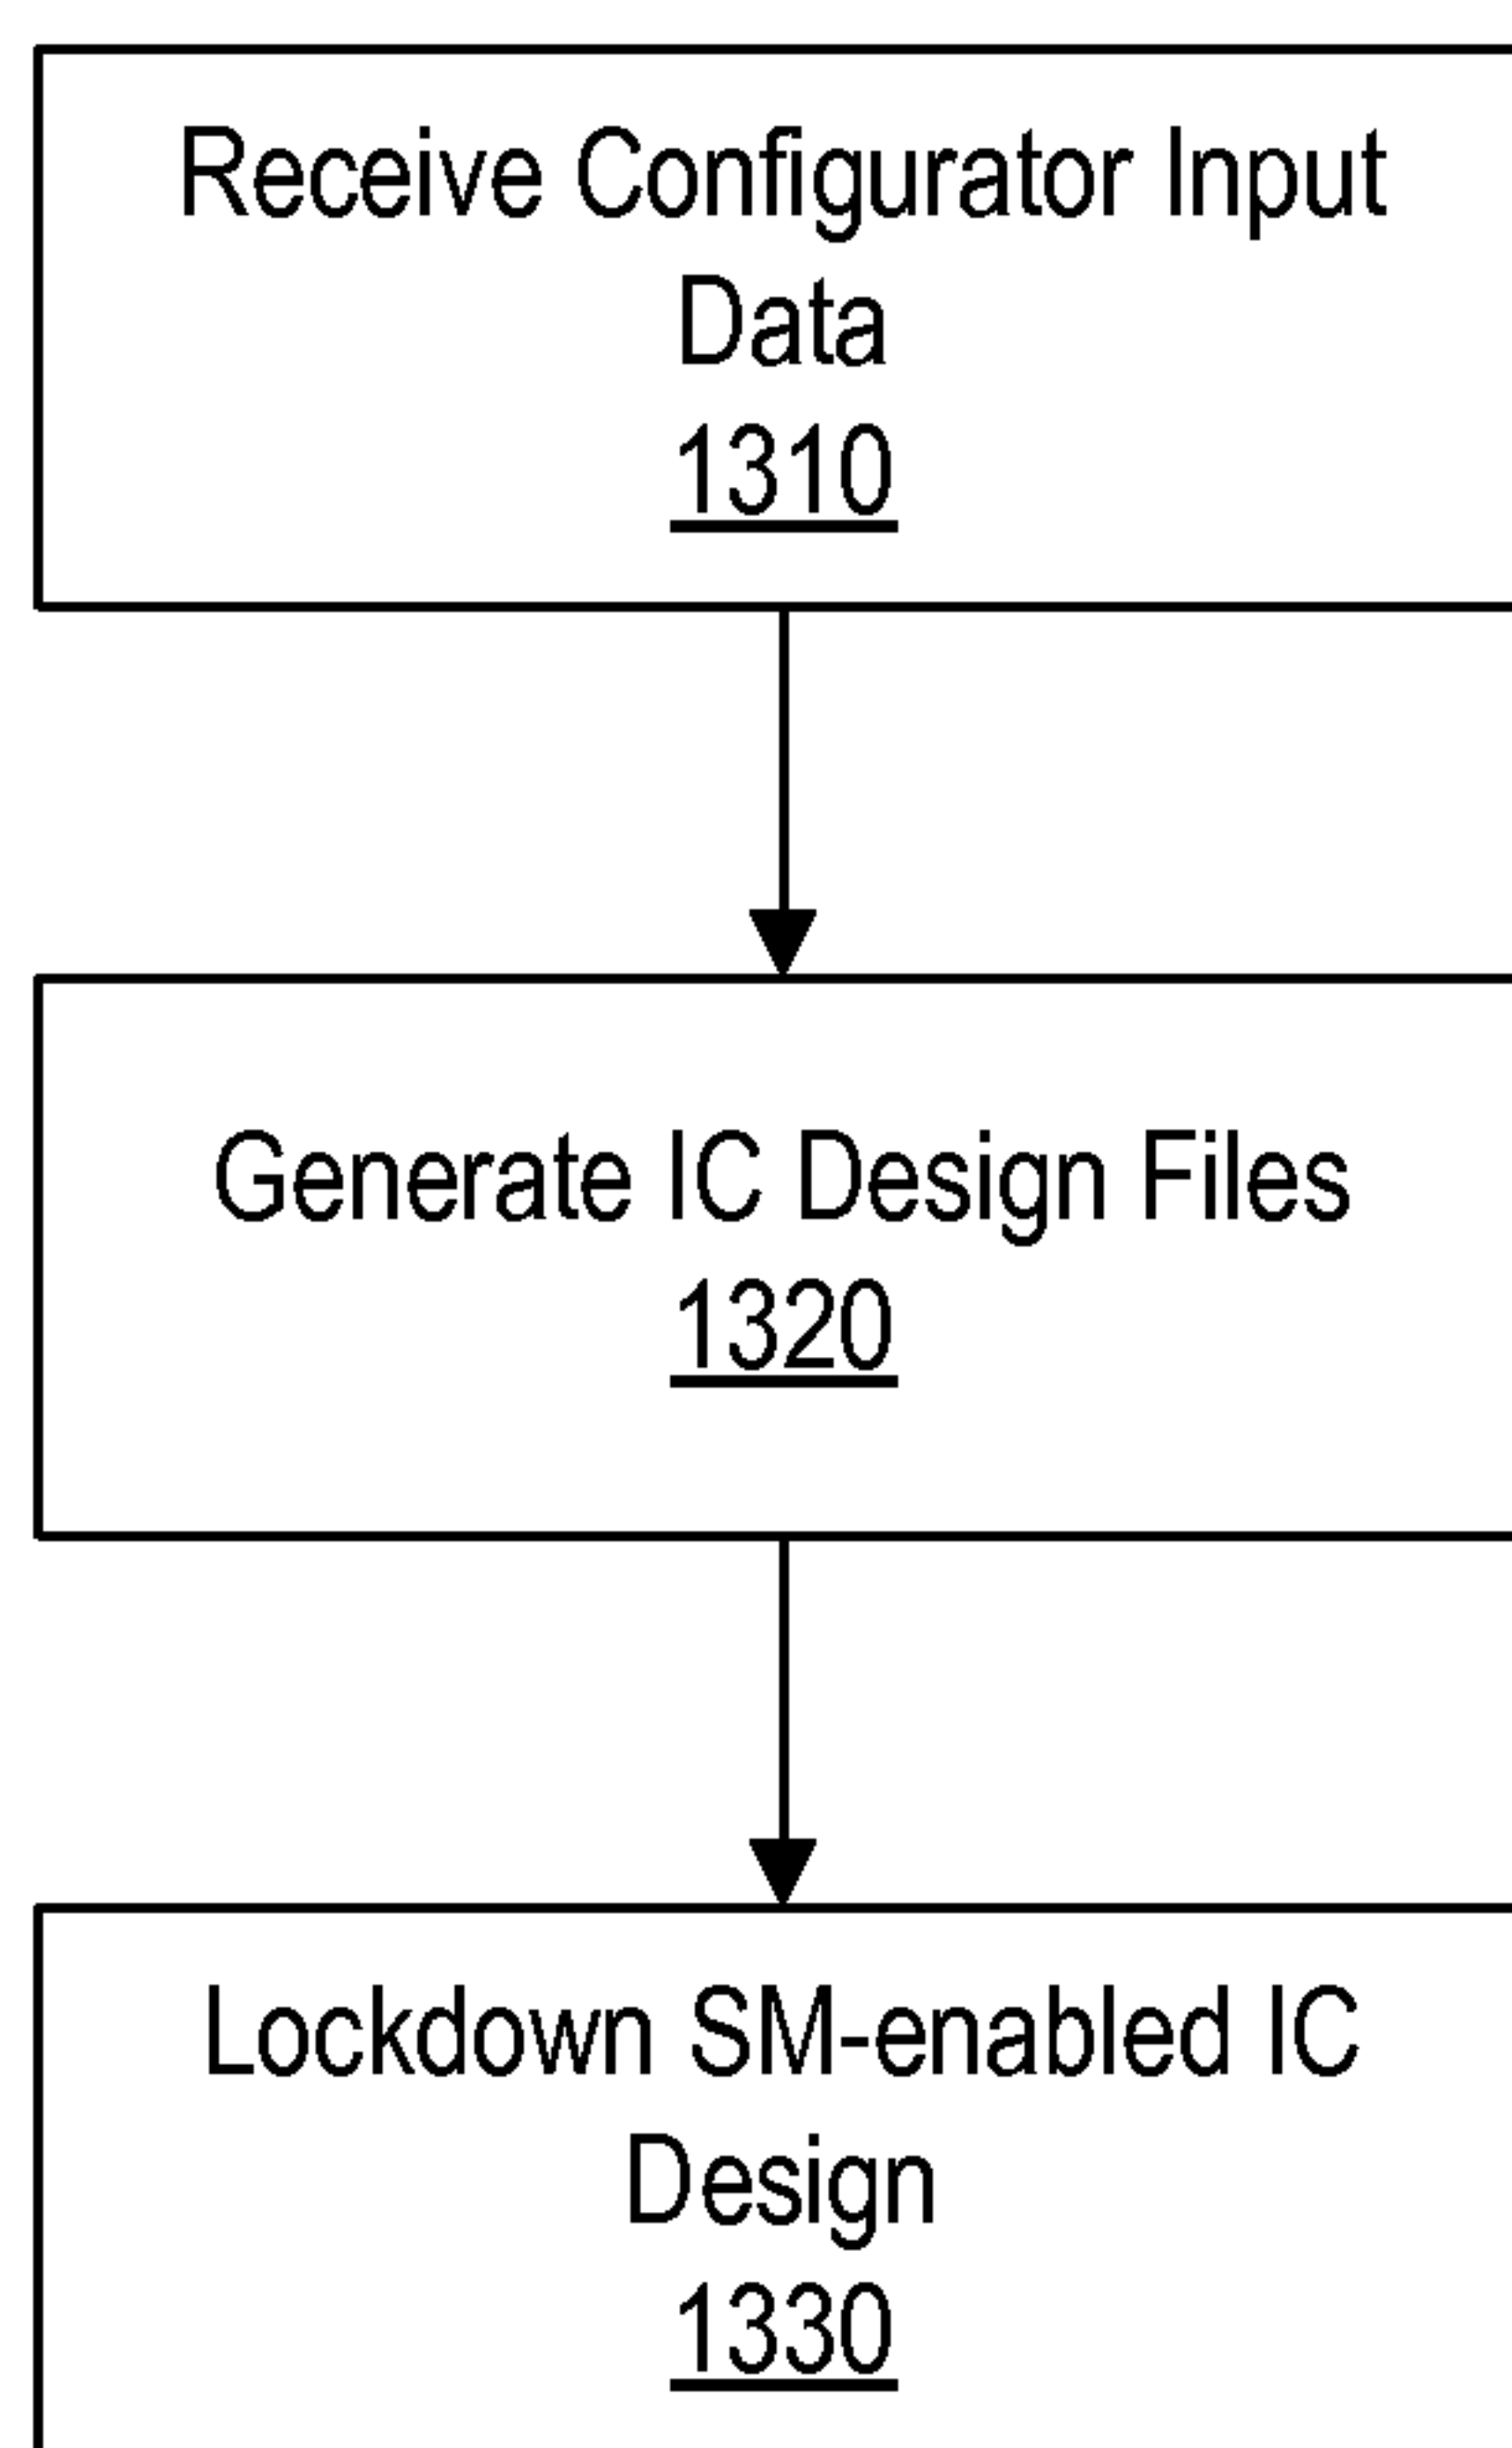 Receive Configurator Input
Data
1310
Generate IC Design Files
1320
Lockdown SM-enabled IC
Design
1330